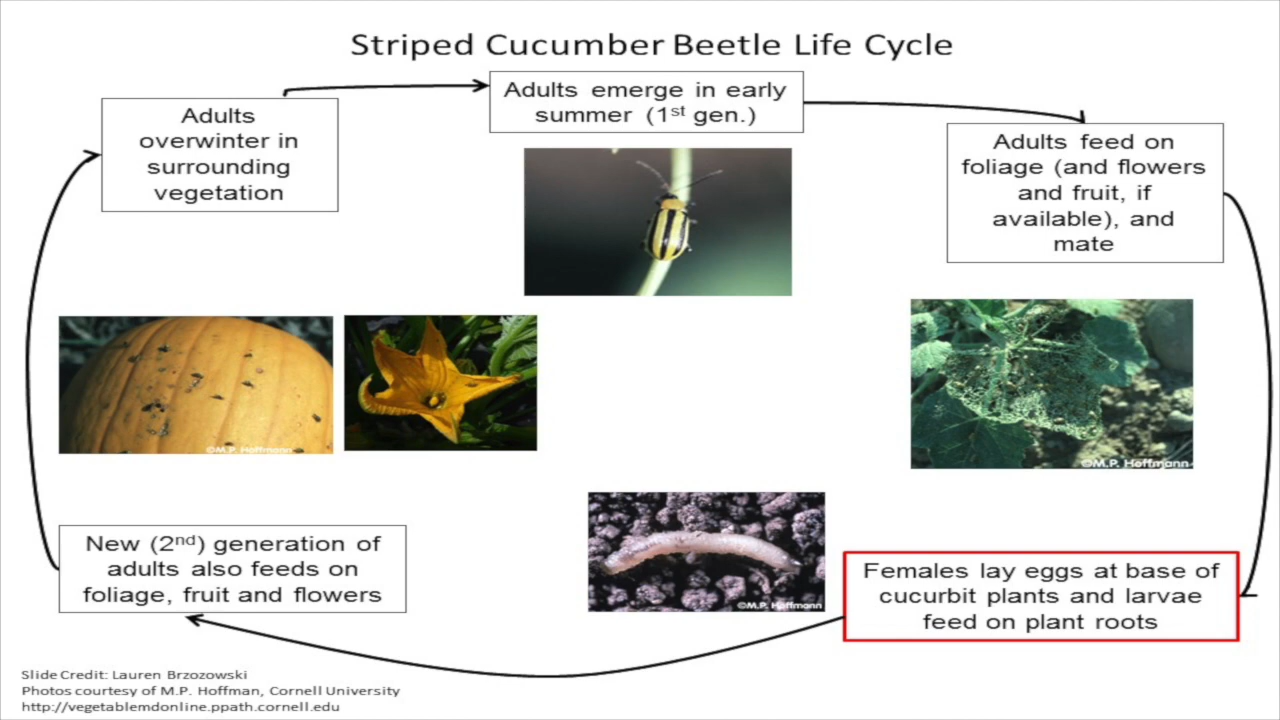 Striped Cucumber Beetle Life Cycle
Adults
overwinter in
surrounding
vegetation
Adults emerge in early
summer (1st gen.)
Adults feed on
foliage (and flowers
and fruit, if
available), and
mate
©M.P. Hoffmann
©M.P. Hoffmann
©M.P. Hoffmann
New (2nd) generation of
adults also feeds on
foliage, fruit and flowers
Females lay eggs at base of
cucurbit plants and larvae
feed on plant roots
Slide Credit: Lauren Brzozowski
Photos courtesy of M.P. Hoffman, Cornell University
http://vegetablemdonline.ppath.cornell.edu